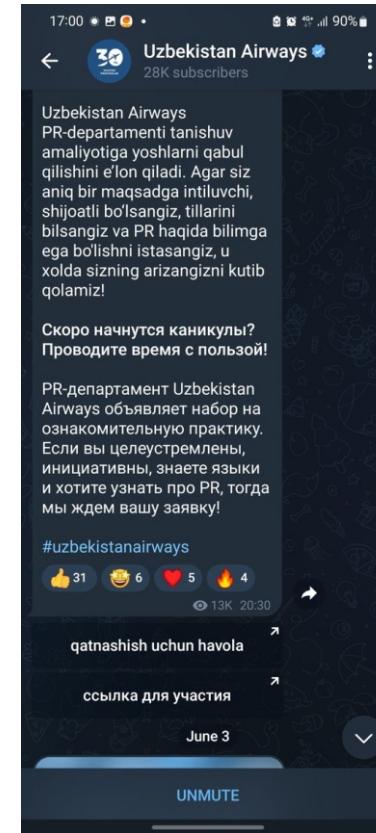 17:00
90%
Uzbekistan Airways
28K subscribers
Uzbekistan Airways
PR-departamenti tanishuv
amaliyotiga yoshlarni qabul
qilishini e'lon qiladi. Agar siz
aniq bir maqsadga intiluvchi,
shijoatli bo'lsangiz, tillarini
bilsangiz va PR haqida bilimga
ega bo'lishni istasangiz, u
xolda sizning arizangizni kutib
qolamiz!
Скоро начнутся каникулы?
Проводите время с пользой!
PR-департамент Uzbekistan
Airways объявляет набор на
ознакомительную практику.
Если вы целеустремлены,
инициативны, знаете языки
и хотите узнать про PR, тогда
мы ждем вашу заявку!
#uzbekistanairways
31 6 5 4
13K 20:30
qatnashish uchun havola
ссылка для участия
June 3
UNMUTE